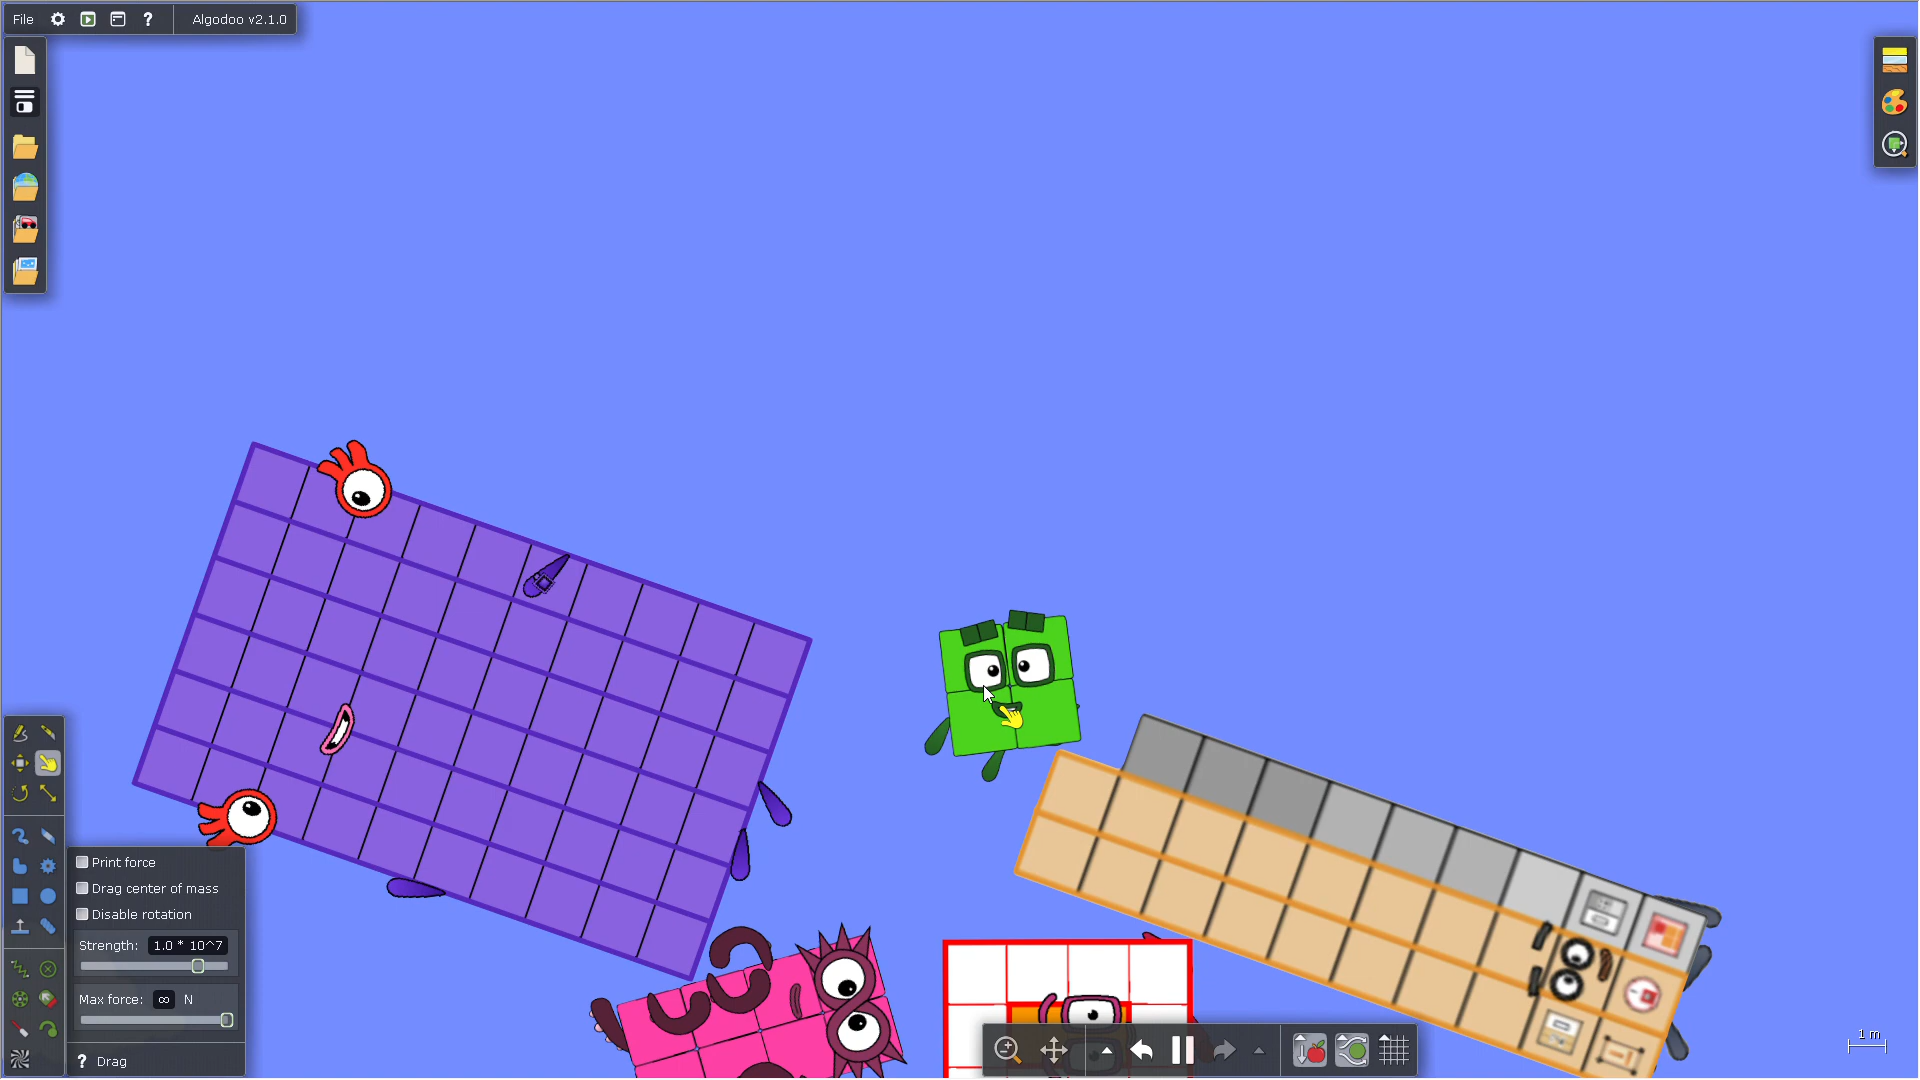 File ? Algodoo v2.1.0
Print force
Drag center of mass
Disable rotation
Strength: 1.0 * 10^7
Max force: ∞ N
? Drag
1 m